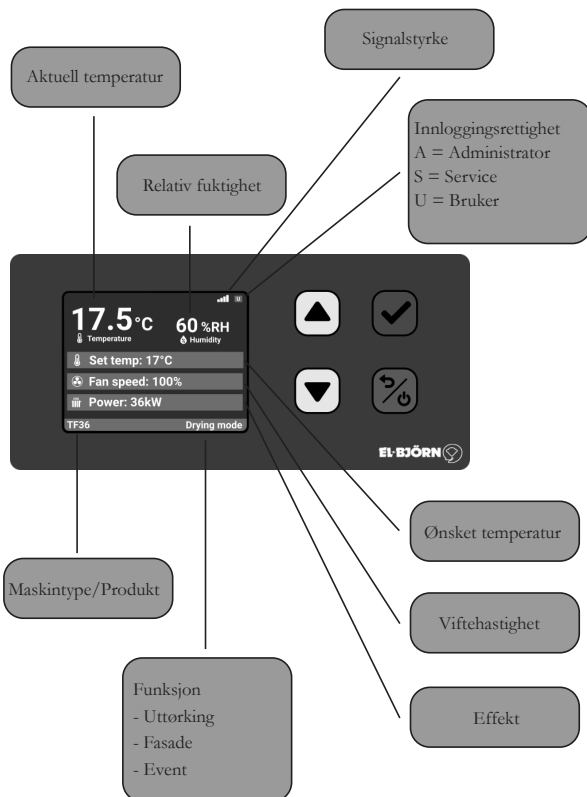 Signalstyrke
Aktuell temperatur
Innloggingsrettighet
A = Administrator
S = Service
U = Bruker
Relativ fuktighet
U
17.5°C
60 %RH
Temperature
Humidity
Set temp: 17°C
Fan speed: 100%
Power: 36kW
TF36
Drying mode
EL-BJÖRN
Ønsket temperatur
Maskintype/Produkt
Viftehastighet
Funksjon
- Uttørking
- Fasade
- Event
Effekt